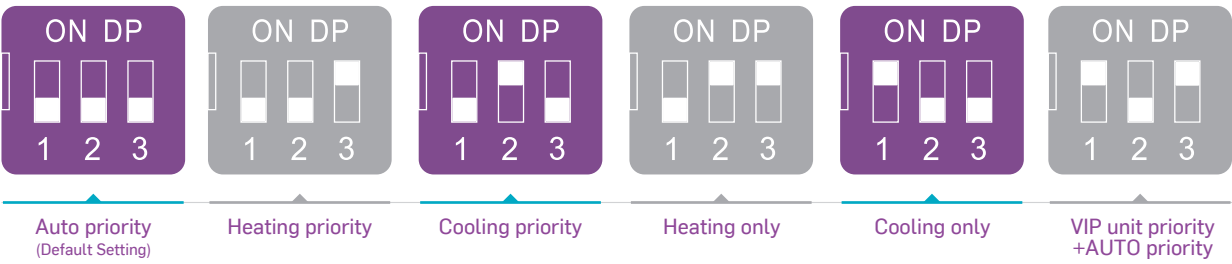 ON DP ON DP ON DP ON DP ON DP ON DP
1 2 3 1 2 3 1 2 3 1 2 3 1 2 3 1 2 3
Auto priority
(Default Setting)
Heating priority
Cooling priority
Heating only
Cooling only
VIP unit priority
+AUTO priority